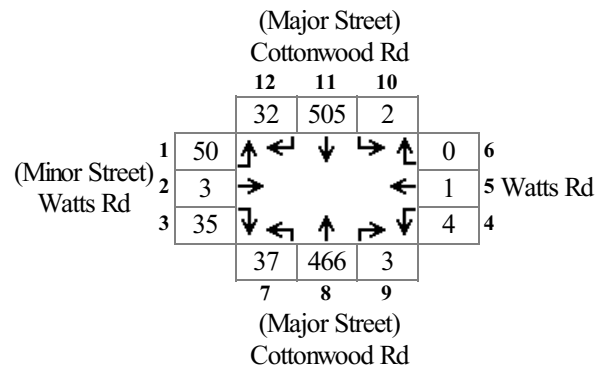 (Major Street)
Cottonwood Rd
12 11 10
32 505 2
1 50 0 6
(Minor Street) Watts Rd 2 3 1 5 Watts Rd
3 35 4 4
37 466 3
7 8 9
(Major Street)
Cottonwood Rd